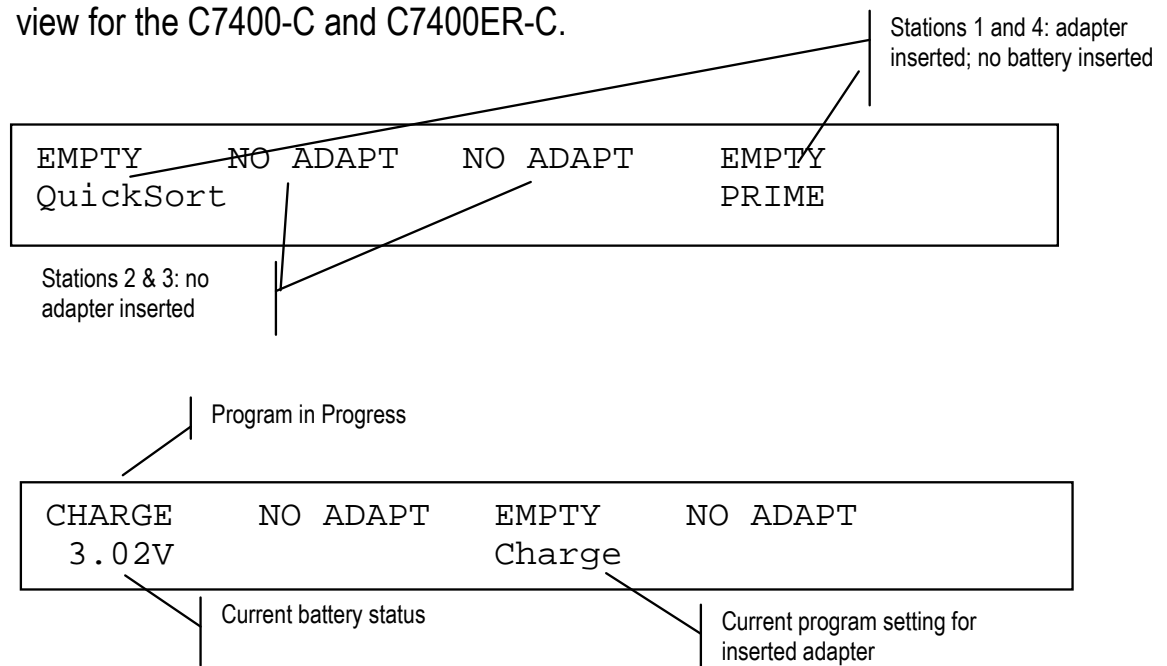 view for the C7400-C and C7400ER-C.
Stations 1 and 4: adapter
inserted; no battery inserted
EMPTY NO ADAPT NO ADAPT EMPTY
QuickSort PRIME
Stations 2 & 3: no
adapter inserted
Program in Progress
CHARGE NO ADAPT EMPTY NO ADAPT
3.02V Charge
Current battery status
Current program setting for
inserted adapter